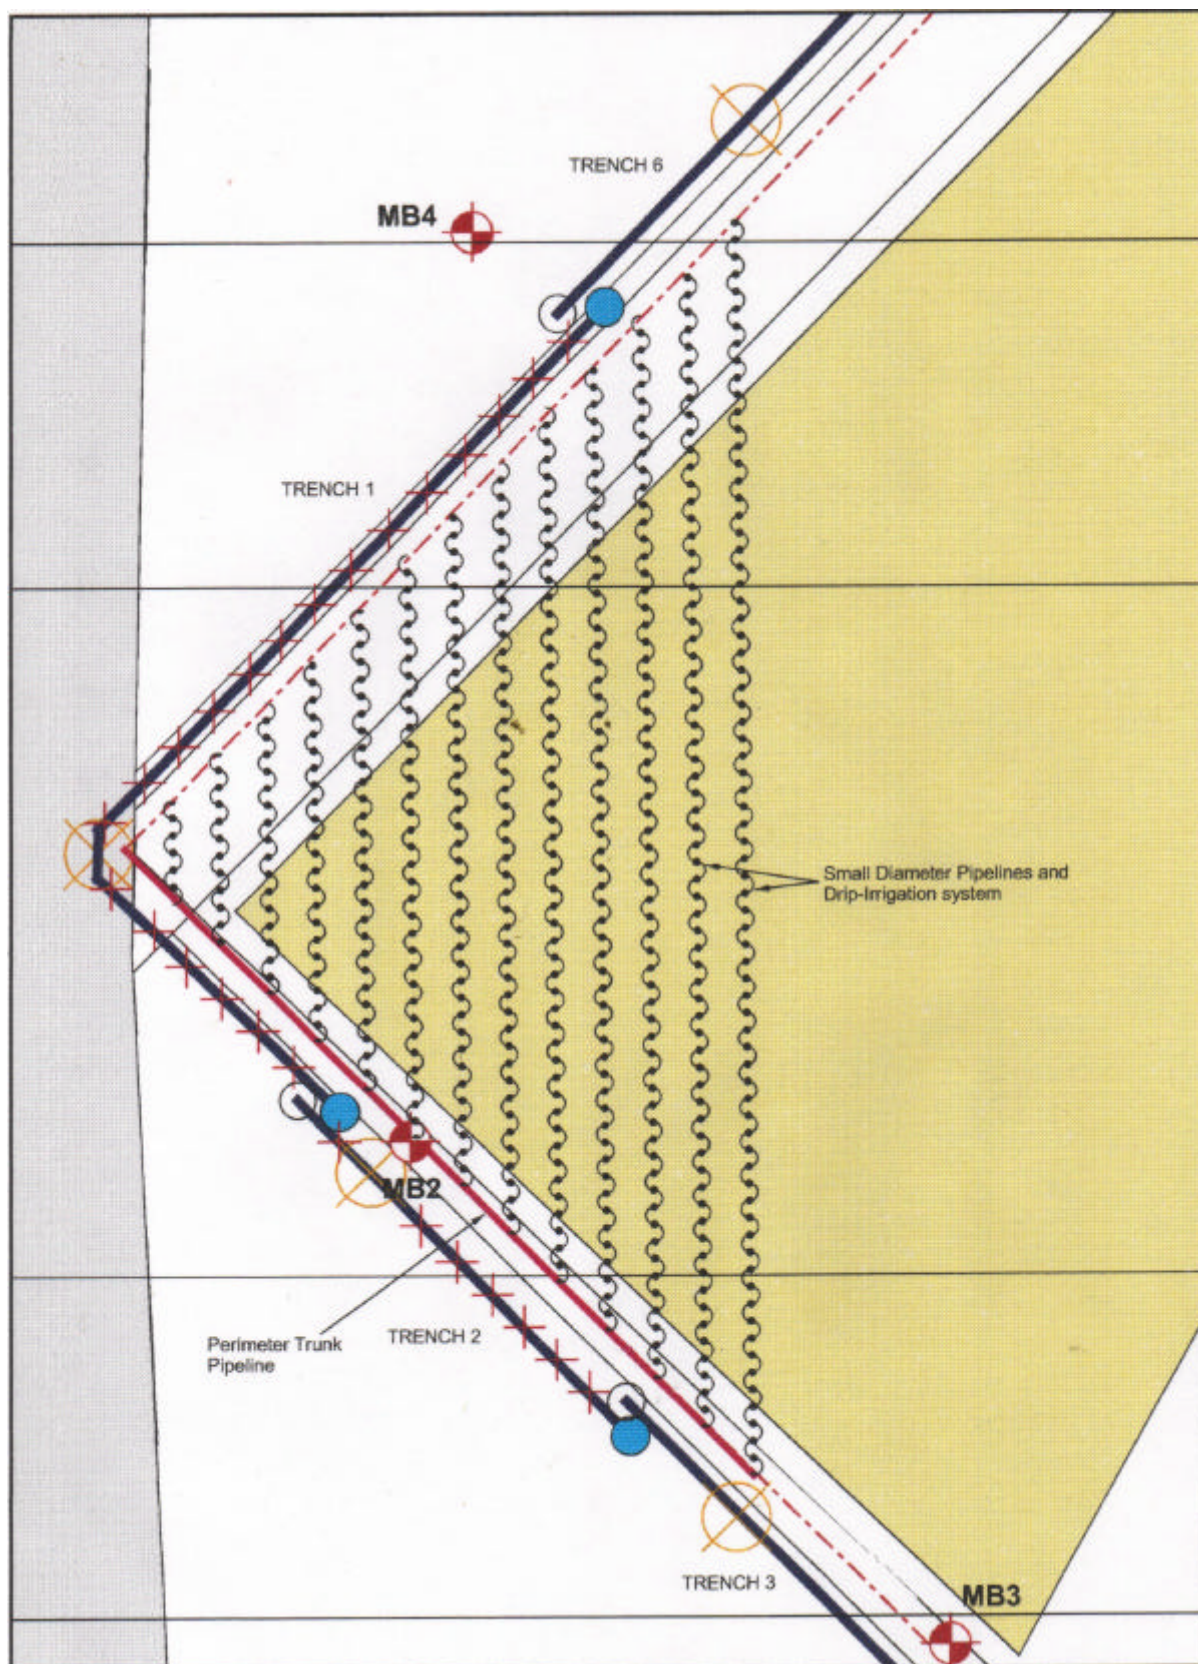 TRENCH 6
MB4
TRENCH 1
Small Diameter Pipelines and
Drip-Irrigation system
MB2
Perimeter Trunk
Pipeline
TRENCH 2
TRENCH 3
MB3